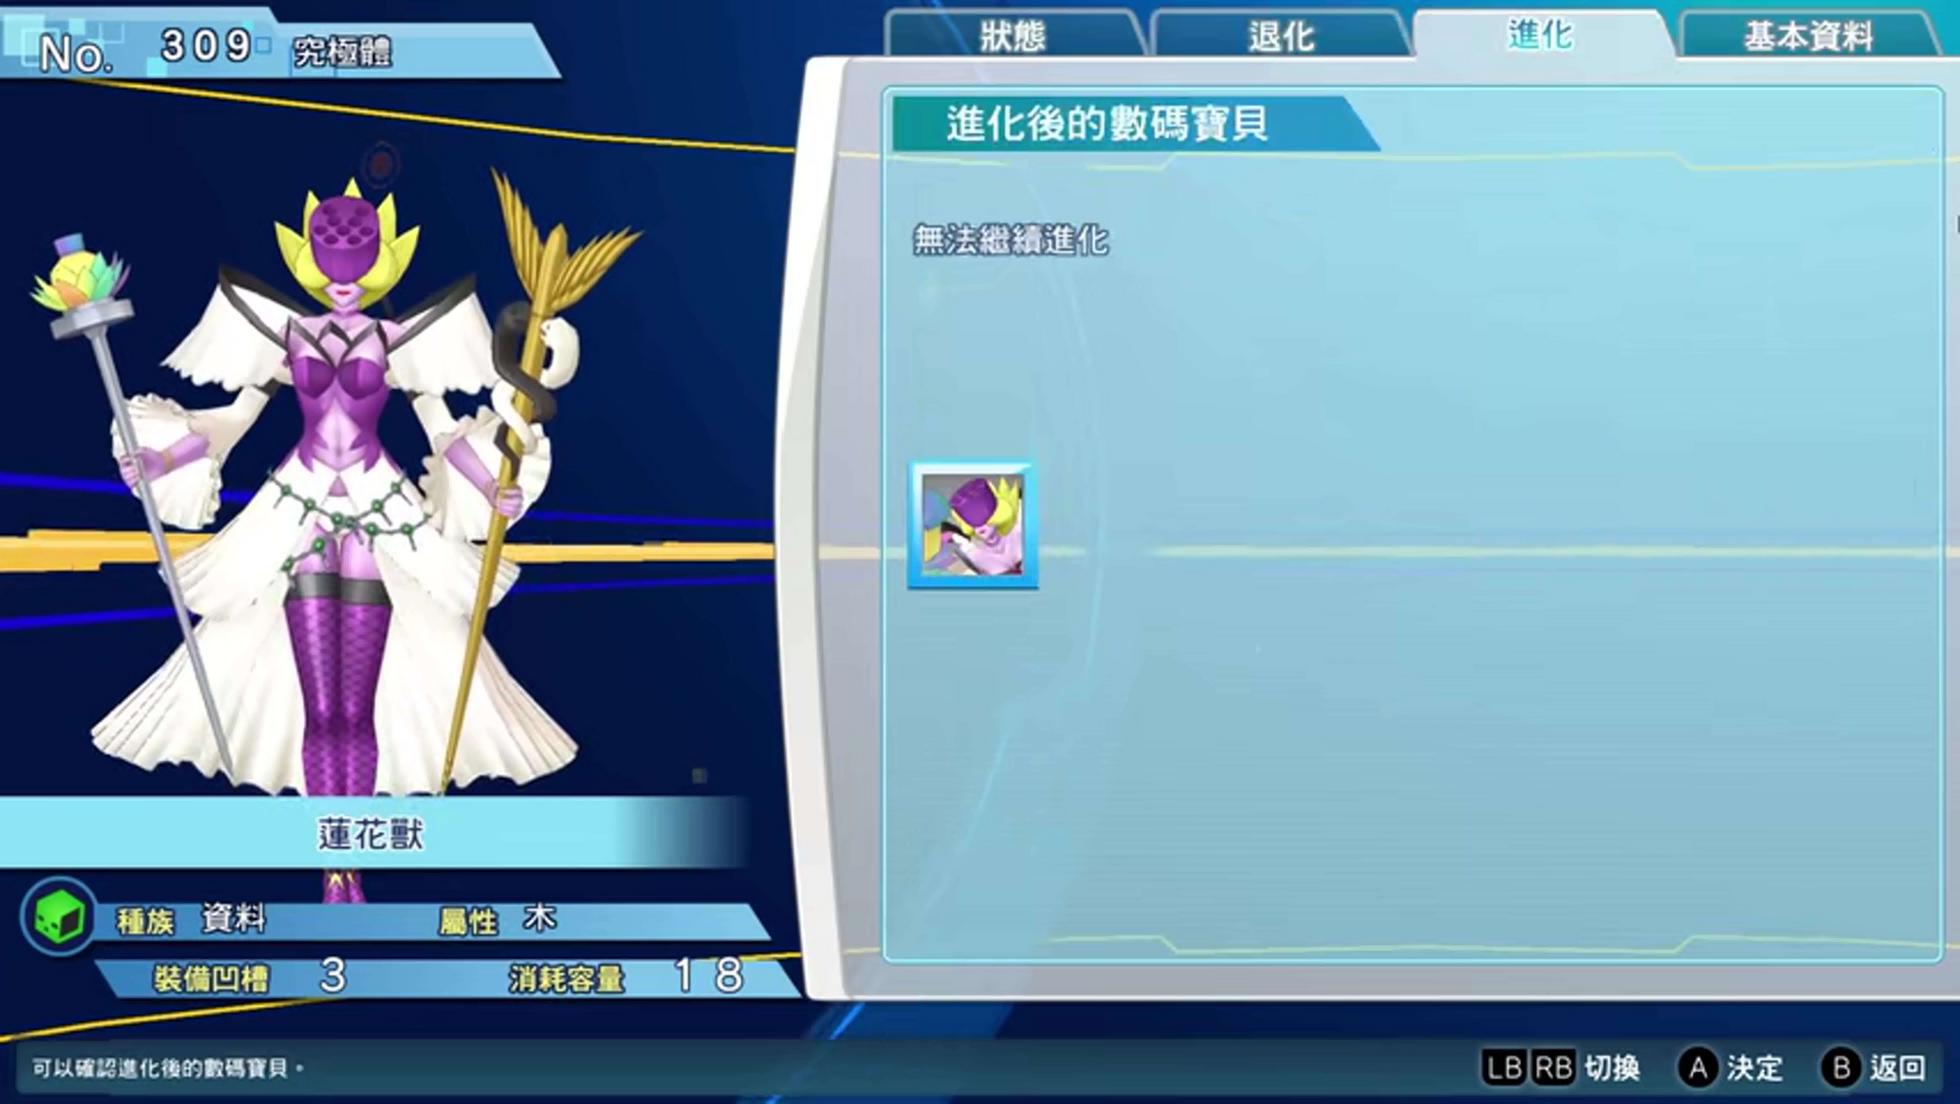 No. 309 究極體
狀態 退化 進化 基本資料
進化後的數碼寶貝
無法繼續進化
蓮花獸
種族 資料 屬性 木
裝備凹槽 3 消耗容量 18
可以確認進化後的數碼寶貝。
LB RB 切換 A 決定 B 返回